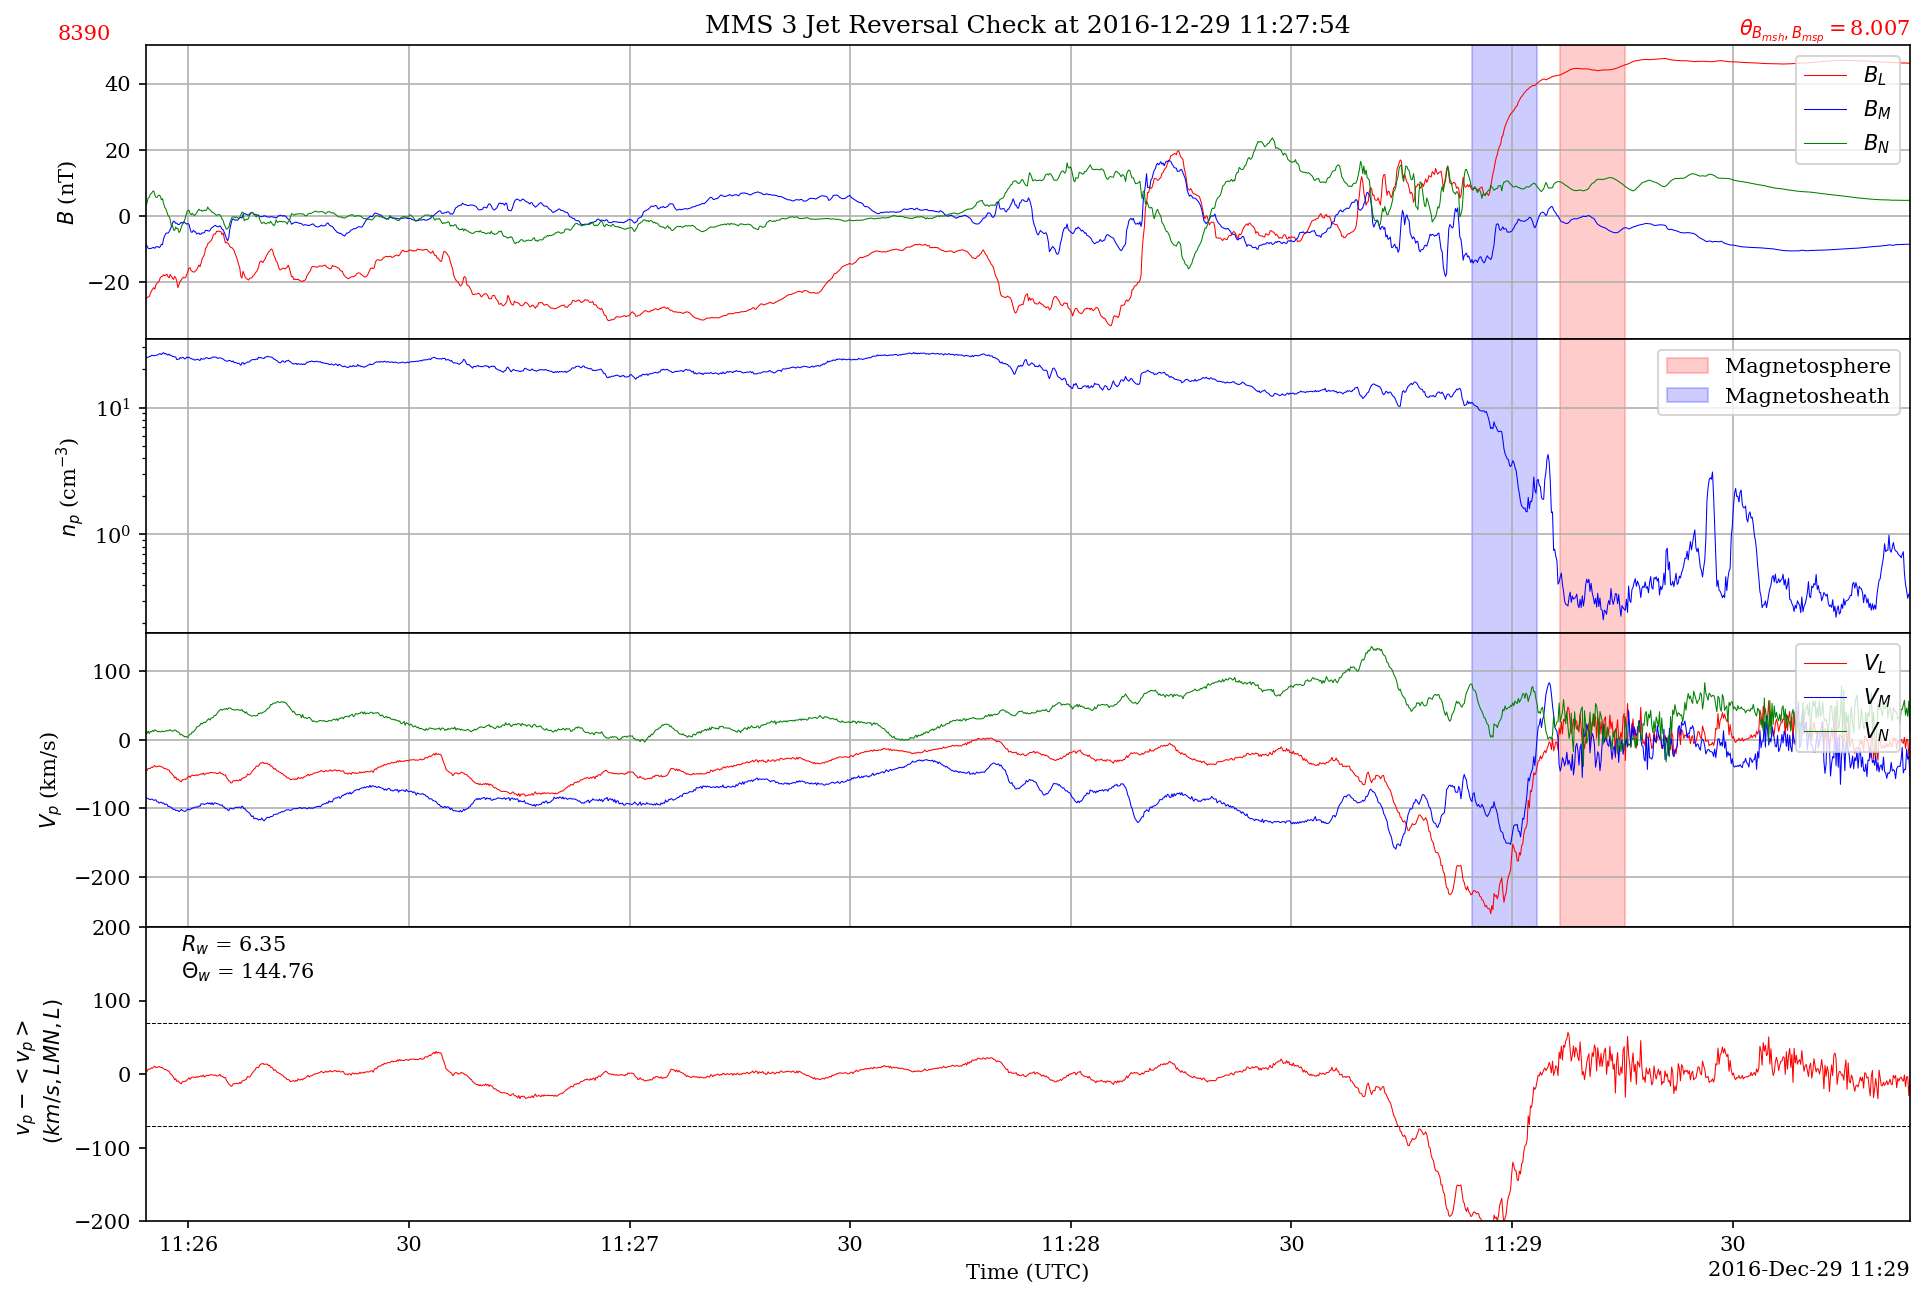 8390
MMS 3 Jet Reversal Check at 2016-12-29 11:27:54
θ_{B_{msh}, B_{msp}} = 8.007
B (nT)
40
20
0
−20
B_L
B_M
B_N
n_p (cm^{−3})
10^1
10^0
Magnetosphere
Magnetosheath
V_p (km/s)
100
0
−100
−200
V_L
V_M
V_N
v_p − < v_p >
(km/s, LMN, L)
200
100
0
−100
−200
R_w = 6.35
Θ_w = 144.76
11:26
30
11:27
30
11:28
30
11:29
30
Time (UTC)
2016-Dec-29 11:29